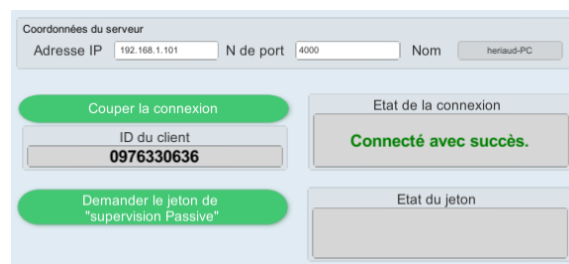 Coordonnées du serveur
Adresse IP 192.168.1.101 N de port 4000 Nom heriaud-PC
Couper la connexion
Etat de la connexion
ID du client
0976330636
Connecté avec succès.
Demander le jeton de
"supervision Passive"
Etat du jeton